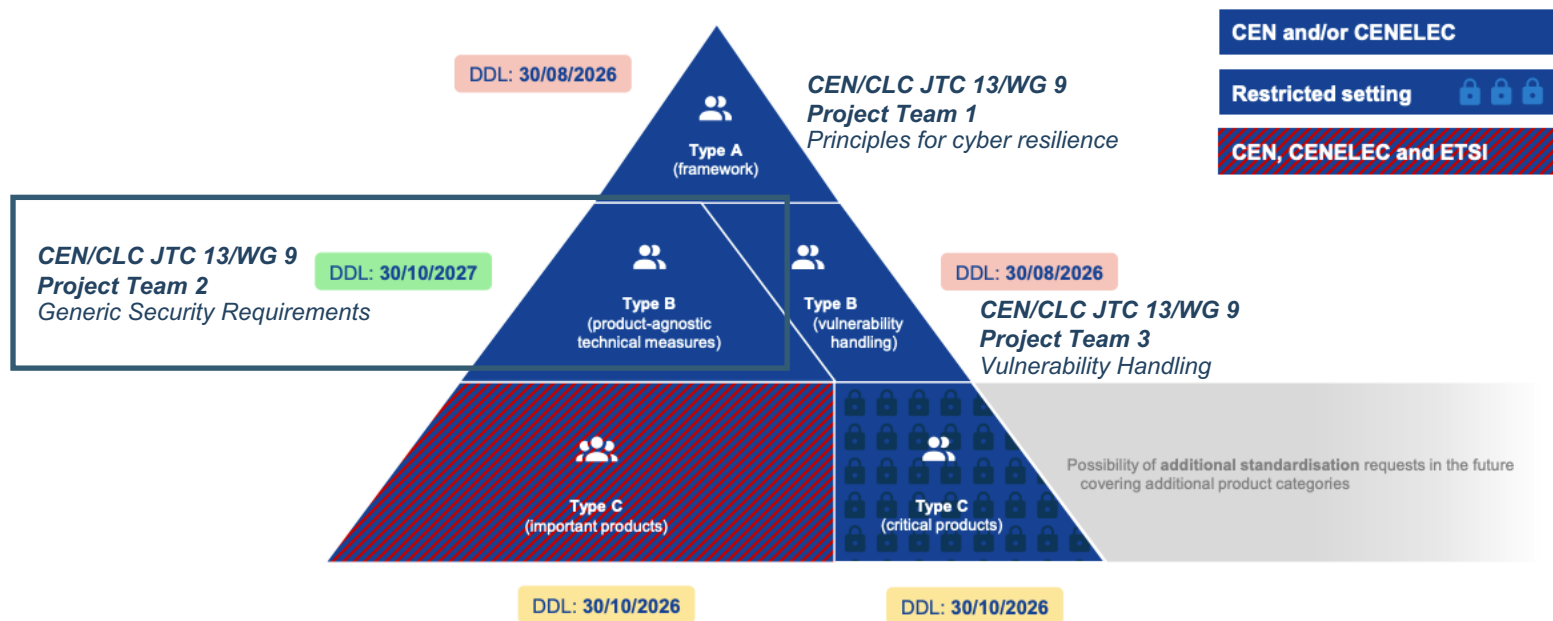 CEN and/or CENELEC
Restricted setting
CEN, CENELEC and ETSI
DDL: 30/08/2026
CEN/CLC JTC 13/WG 9
Project Team 1
Principles for cyber resilience
Type A
(framework)
CEN/CLC JTC 13/WG 9
Project Team 2
Generic Security Requirements
DDL: 30/10/2027
Type B
(product-agnostic
technical measures)
Type B
(vulnerability
handling)
DDL: 30/08/2026
CEN/CLC JTC 13/WG 9
Project Team 3
Vulnerability Handling
Type C
(important products)
Type C
(critical products)
Possibility of additional standardisation requests in the future
covering additional product categories
DDL: 30/10/2026
DDL: 30/10/2026